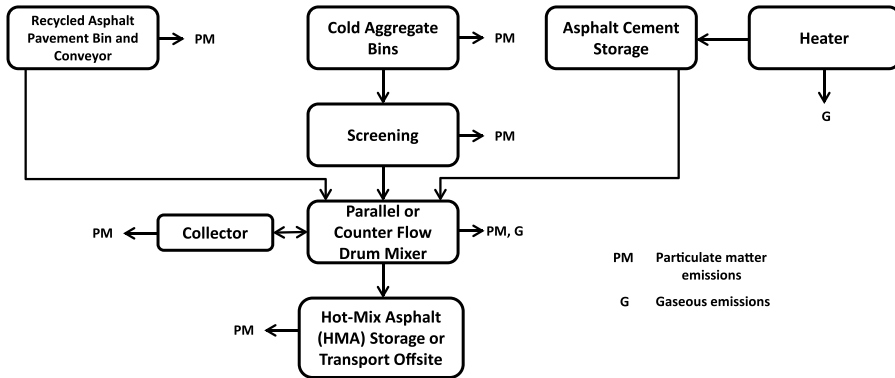 Recycled Asphalt
Pavement Bin and
Conveyor
PM
Cold Aggregate
Bins
PM
Asphalt Cement
Storage
Heater
G
Screening
PM
Parallel or
Counter Flow
Drum Mixer
PM, G
Collector
PM
Hot-Mix Asphalt
(HMA) Storage or
Transport Offsite
PM
PM Particulate matter
emissions
G Gaseous emissions